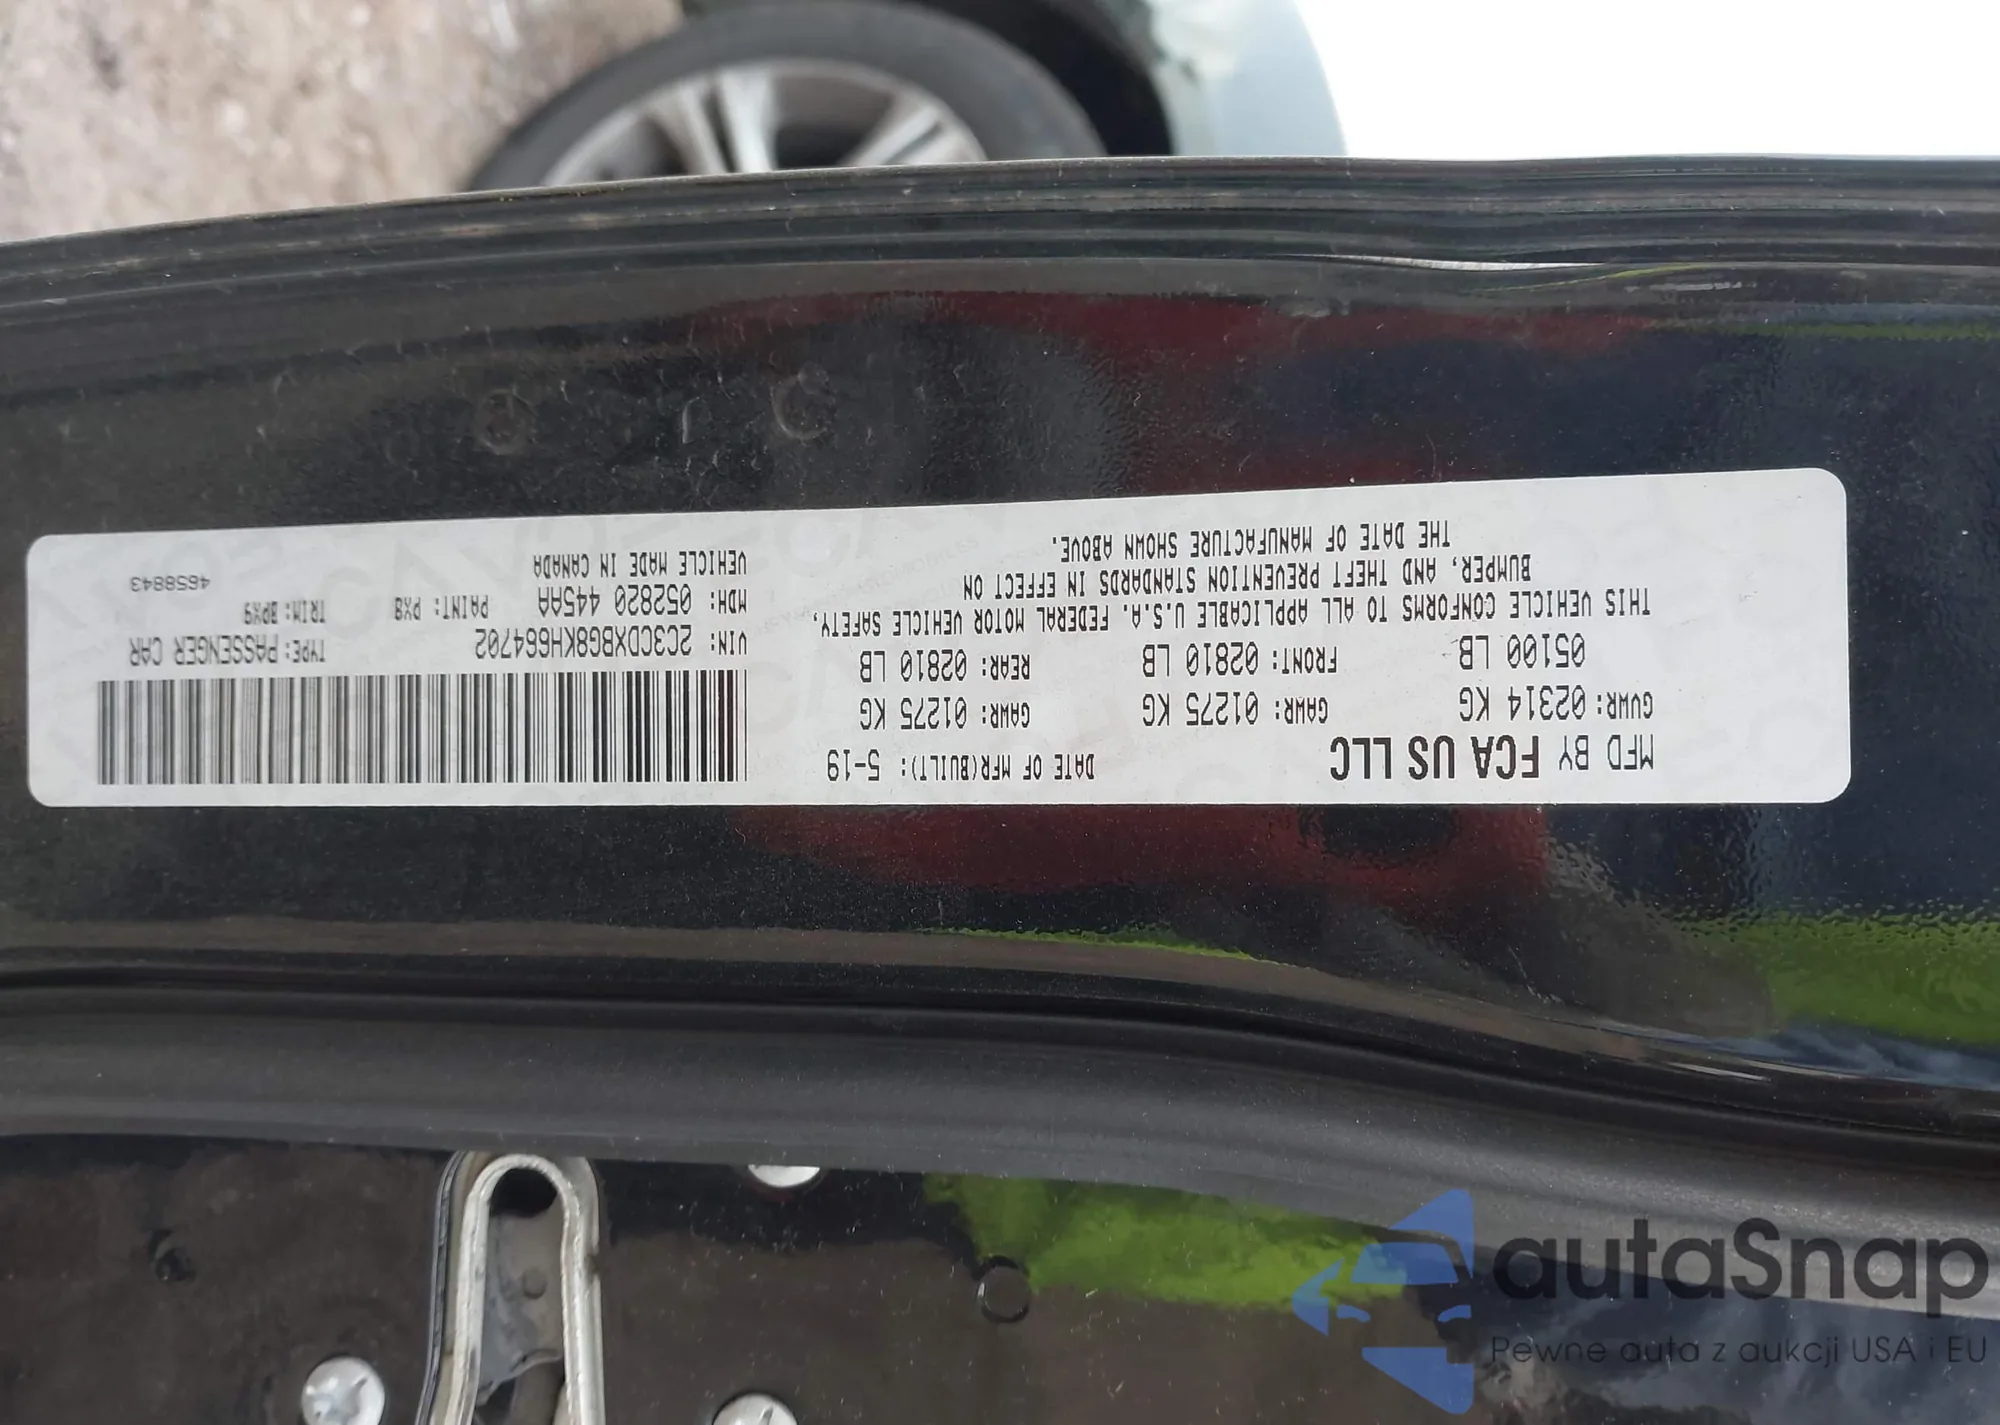 MFD BY FCA US LLC
DATE OF MFR(BUILT): 5-19
GVWR: 02314 KG
GAWR: 01275 KG
GAWR: 01275 KG
05100 LB
FRONT: 02810 LB
REAR: 02810 LB
THIS VEHICLE CONFORMS TO ALL APPLICABLE U.S.A. FEDERAL MOTOR VEHICLE SAFETY,
BUMPER, AND THEFT PREVENTION STANDARDS IN EFFECT ON
THE DATE OF MANUFACTURE SHOWN ABOVE.
VIN: 2C3CDXBG8KH664702
TYPE: PASSENGER CAR
MDH: 052820 445AA
PAINT: PX8
TRIM: BPX9
VEHICLE MADE IN CANADA
4658843
autaSnap
Pewne auta z aukcji USA i EU